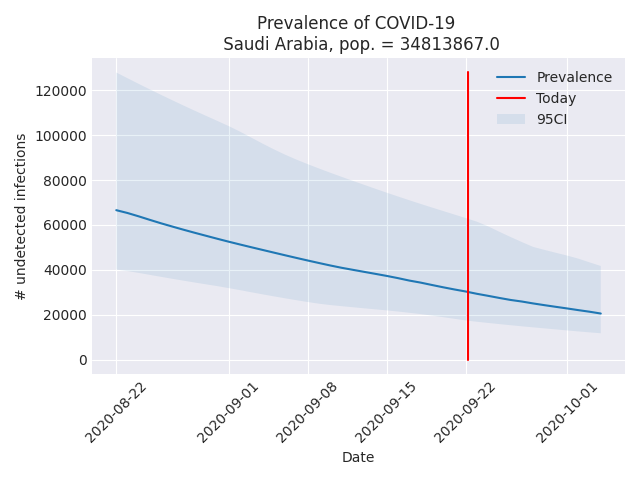 Prevalence of COVID-19
Saudi Arabia, pop. = 34813867.0
Prevalence
Today
95CI
120000
100000
80000
60000
40000
20000
0
# undetected infections
2020-08-22
2020-09-01
2020-09-08
2020-09-15
2020-09-22
2020-10-01
Date